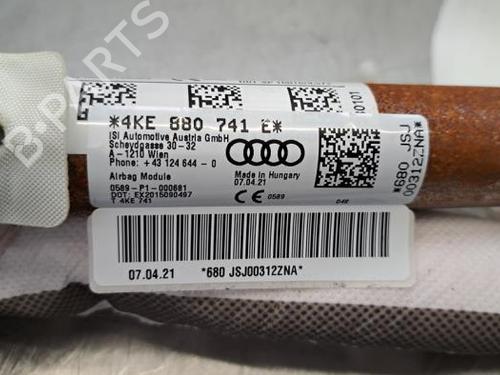 *4KE 880 741 E*
iSi Automotive Austria GmbH
Scheydgasse 30-32
A-1210 Wien
Phone: +43 124 644-0
Airbag Module
0589-P1-000681
DOT: EX2015090497
T 4KE 741
Made in Hungary
07.04.21
CE 0589
048
*680 JSJ
00312ZNA*
07.04.21 *680 JSJ00312ZNA*
B-PARTS